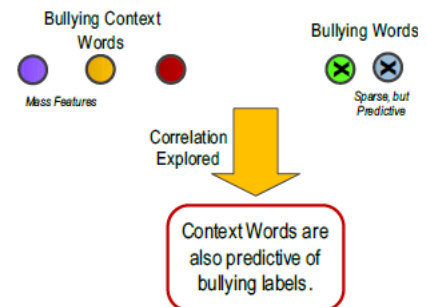 Bullying Context
Words
Bullying Words
Mass Features
Sparse, but
Predictive
Correlation
Explored
Context Words are
also predictive of
bullying labels.